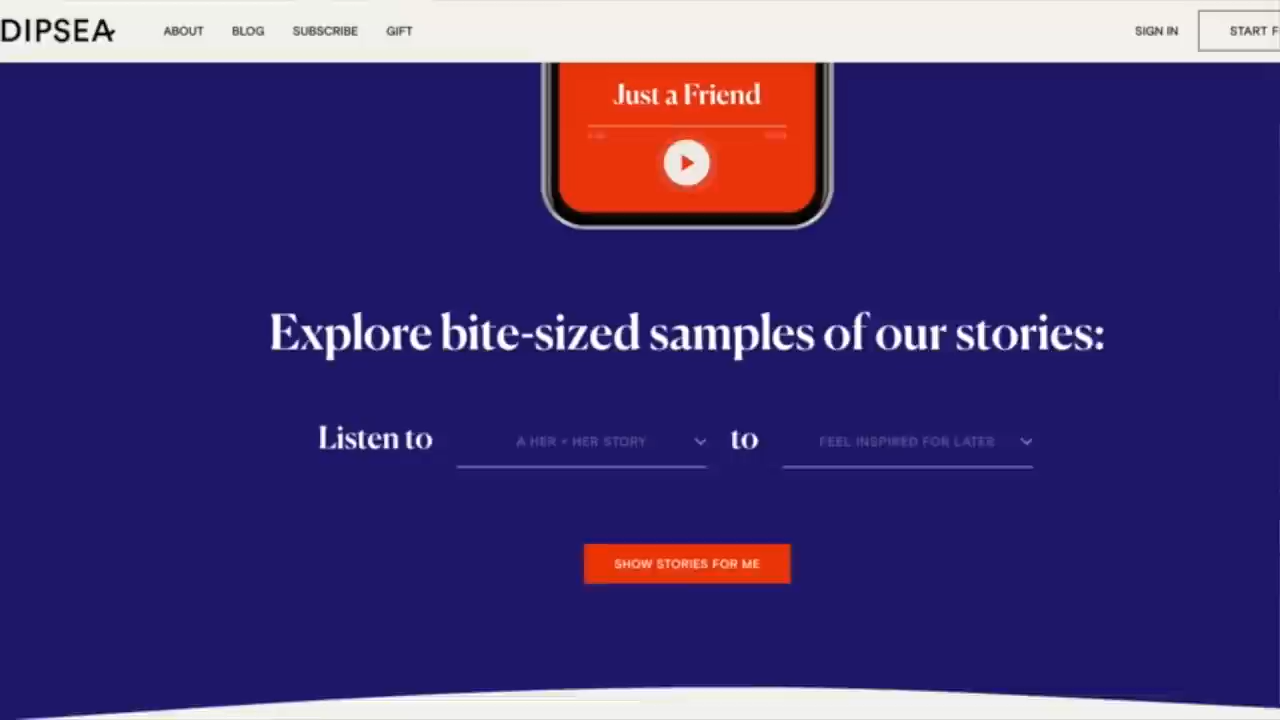 DIPSEA ABOUT BLOG SUBSCRIBE GIFT SIGN IN START F
Just a Friend
Explore bite-sized samples of our stories:
Listen to A HER + HER STORY to FEEL INSPIRED FOR LATER
SHOW STORIES FOR ME